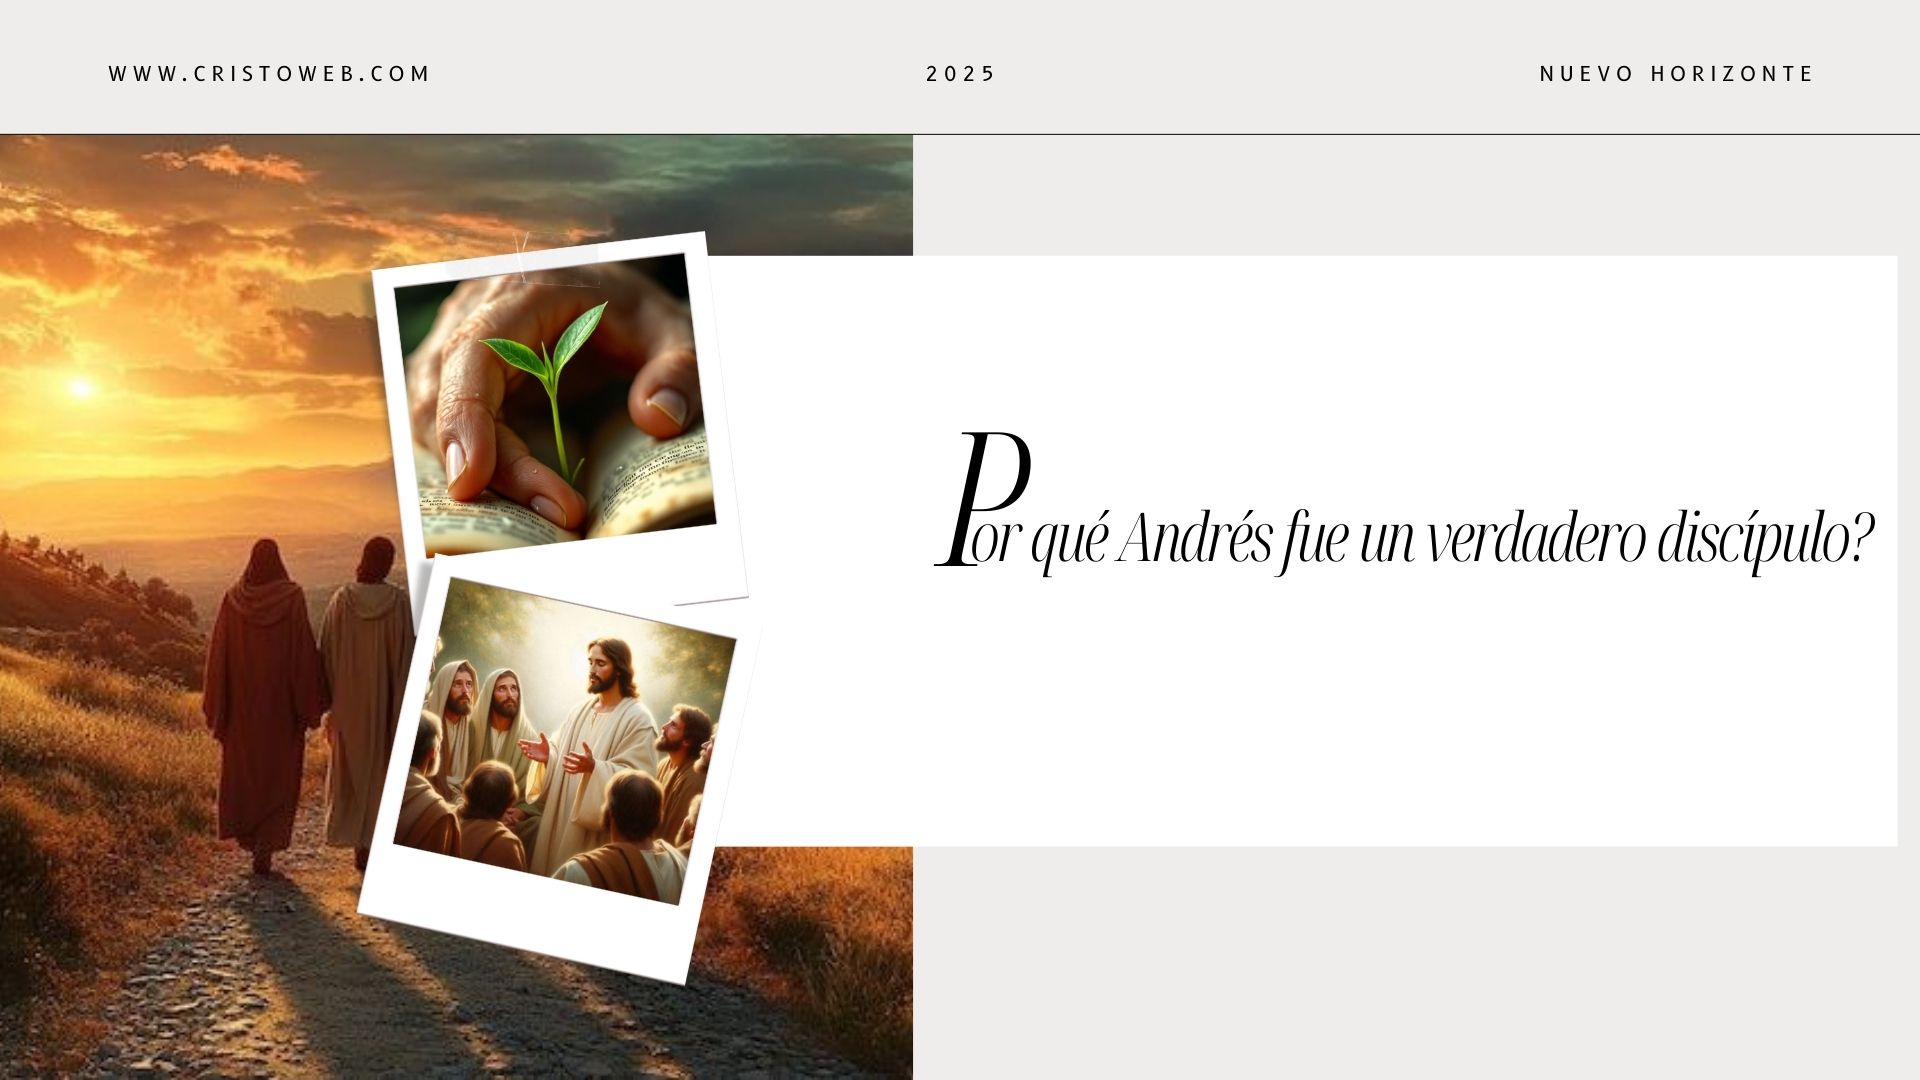 WWW.CRISTOWEB.COM
2025
NUEVO HORIZONTE
Por qué Andrés fue un verdadero discípulo?